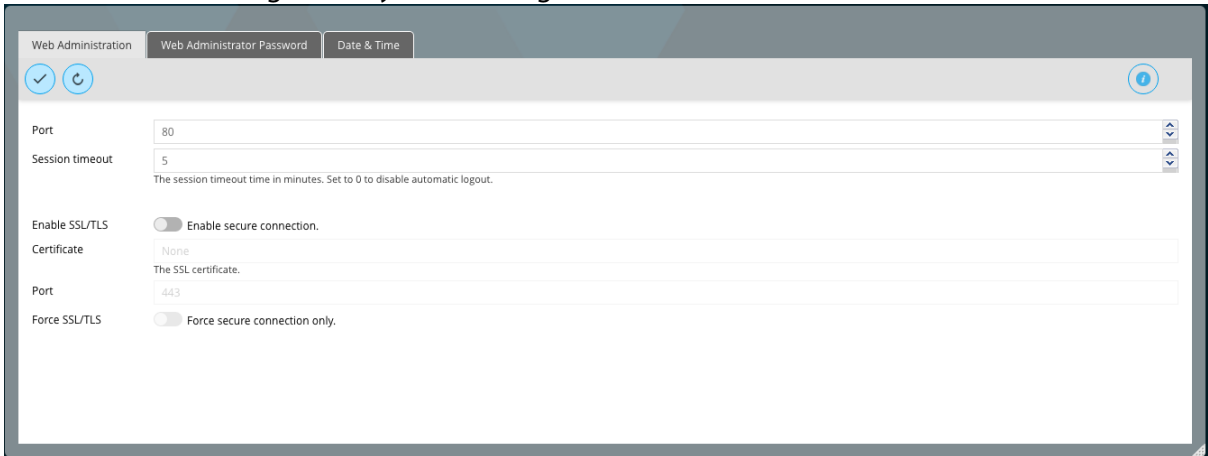 Web Administration Web Administrator Password Date & Time
Port 80
Session timeout 5
The session timeout time in minutes. Set to 0 to disable automatic logout.
Enable SSL/TLS Enable secure connection.
Certificate None
The SSL certificate.
Port 443
Force SSL/TLS Force secure connection only.